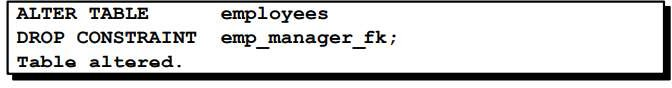 ALTER TABLE employees
DROP CONSTRAINT emp_manager_fk;
Table altered.